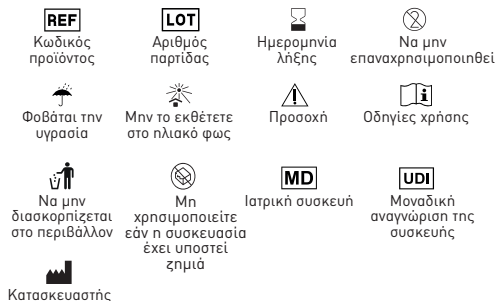 REF
Κωδικός
προϊόντος
LOT
Αριθμός
παρτίδας
Ημερομηνία
λήξης
2
Να μην
επαναχρησιμοποιηθεί
Φοβάται την
υγρασία
Μην το εκθέτετε
στο ηλιακό φως
Προσοχή
i
Οδηγίες χρήσης
Να μην
διασκορπίζεται
στο περιβάλλον
Μη
χρησιμοποιείτε
εάν η συσκευασία
έχει υποστεί
ζημιά
MD
Ιατρική συσκευή
UDI
Μοναδική
αναγνώριση της
συσκευής
Κατασκευαστής